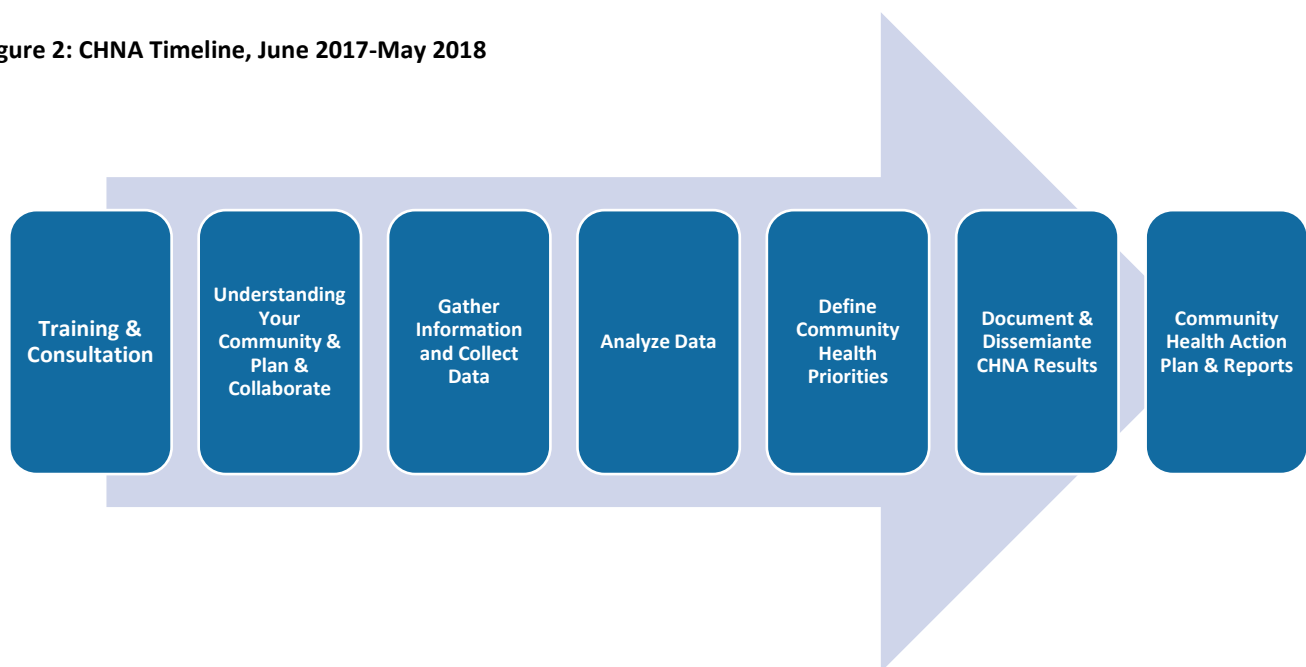 gure 2: CHNA Timeline, June 2017-May 2018
Training &
Consultation
Understanding
Your
Community &
Plan &
Collaborate
Gather
Information
and Collect
Data
Analyze Data
Define
Community
Health
Priorities
Document &
Dissemiante
CHNA Results
Community
Health Action
Plan & Reports